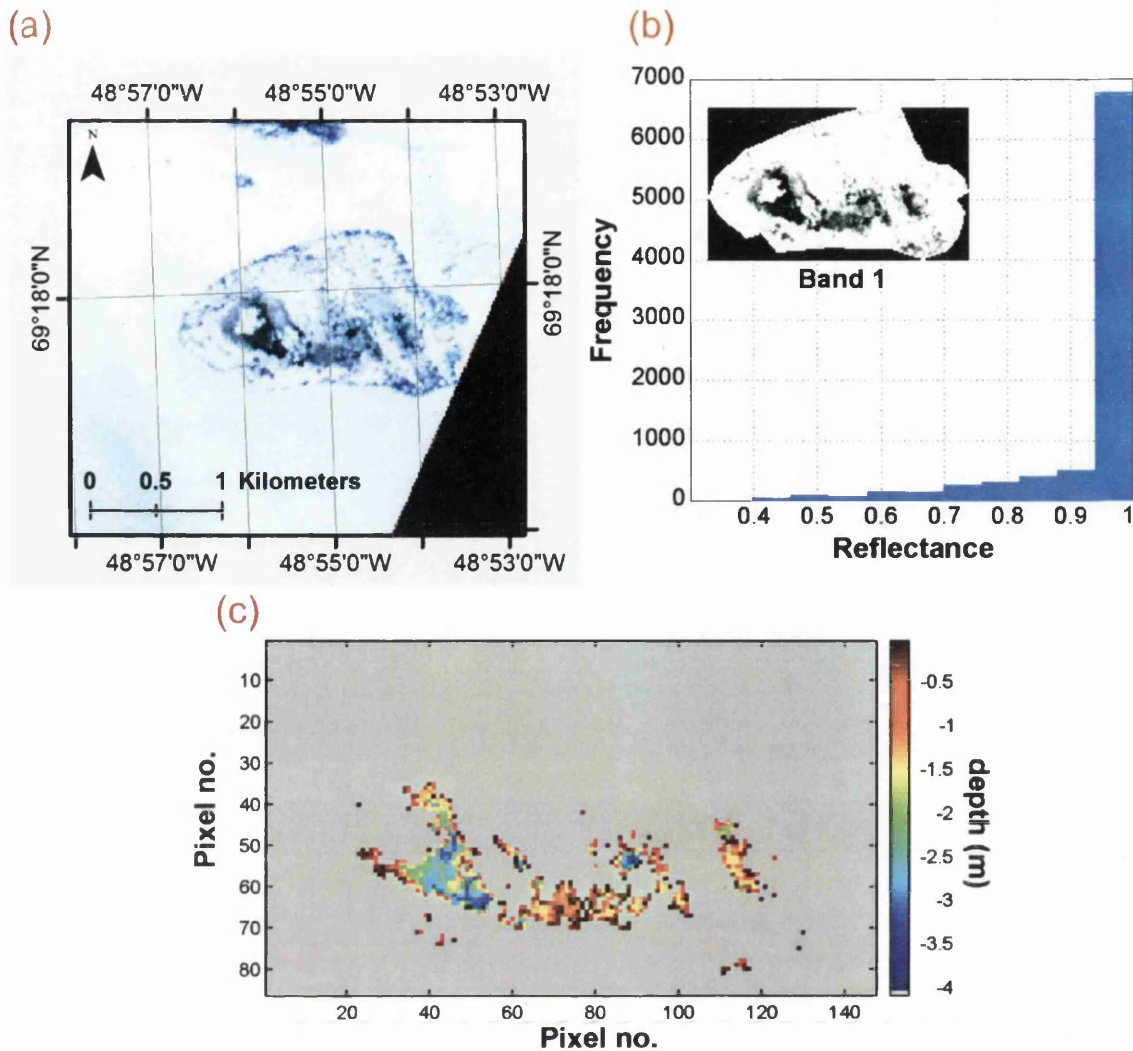 (a)
48°57'0"W 48°55'0"W 48°53'0"W
N
69°18'0"N
69°18'0"N
0 0.5 1 Kilometers
48°57'0"W 48°55'0"W 48°53'0"W
(b)
7000
6000
5000
4000
3000
2000
1000
0
Frequency
Band 1
0.4 0.5 0.6 0.7 0.8 0.9 1
Reflectance
(c)
10
20
30
40
50
60
70
80
Pixel no.
20 40 60 80 100 120 140
Pixel no.
-0.5
-1
-1.5
-2
-2.5
-3
-3.5
-4
depth (m)